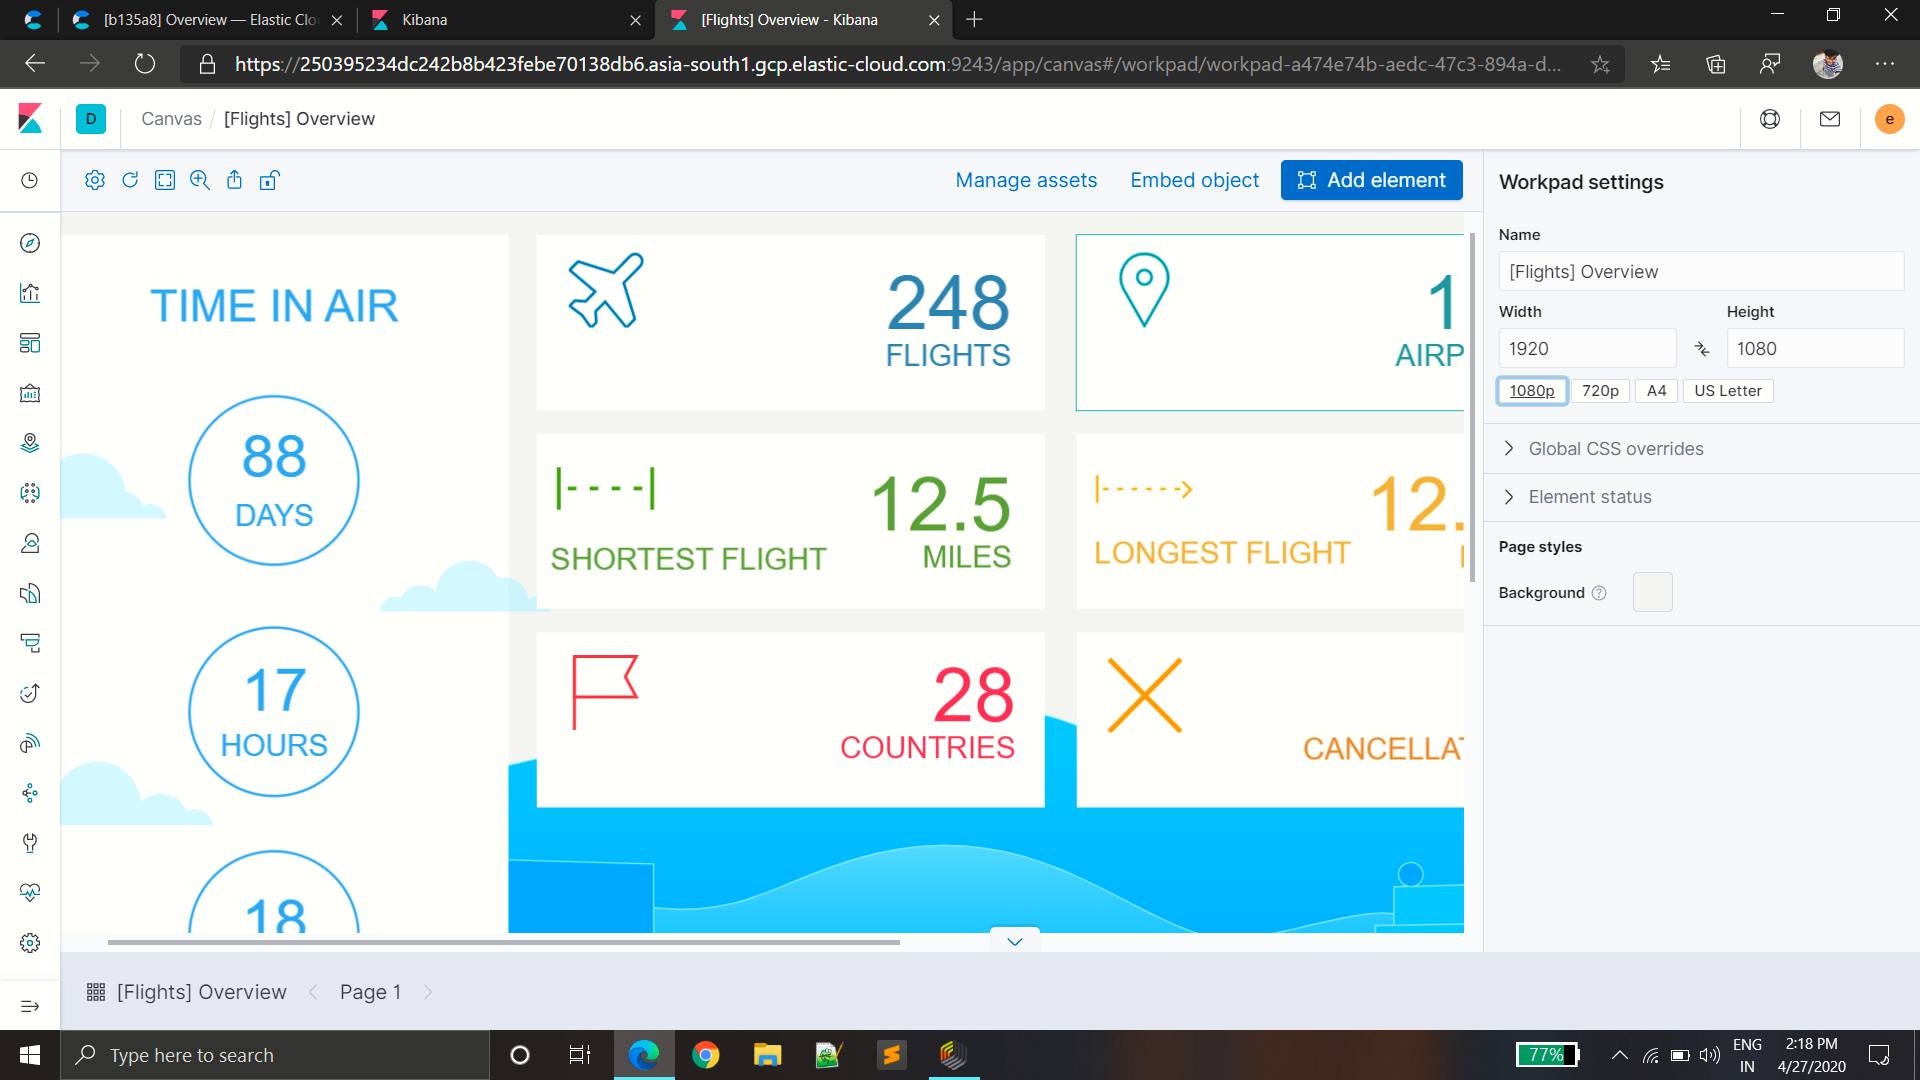 [b135a8] Overview — Elastic Clo
Kibana
[Flights] Overview - Kibana
https://250395234dc242b8b423febe70138db6.asia-south1.gcp.elastic-cloud.com:9243/app/canvas#/workpad/workpad-a474e74b-aedc-47c3-894a-d...
D
Canvas / [Flights] Overview
e
Manage assets
Embed object
Add element
Workpad settings
Name
[Flights] Overview
Width
Height
1920
1080
1080p
720p
A4
US Letter
Global CSS overrides
Element status
Page styles
Background
TIME IN AIR
88
DAYS
17
HOURS
18
248
FLIGHTS
1
AIRP
12.5
MILES
SHORTEST FLIGHT
12.
LONGEST FLIGHT
28
COUNTRIES
CANCELLAT
[Flights] Overview
Page 1
Type here to search
77%
ENG
IN
2:18 PM
4/27/2020